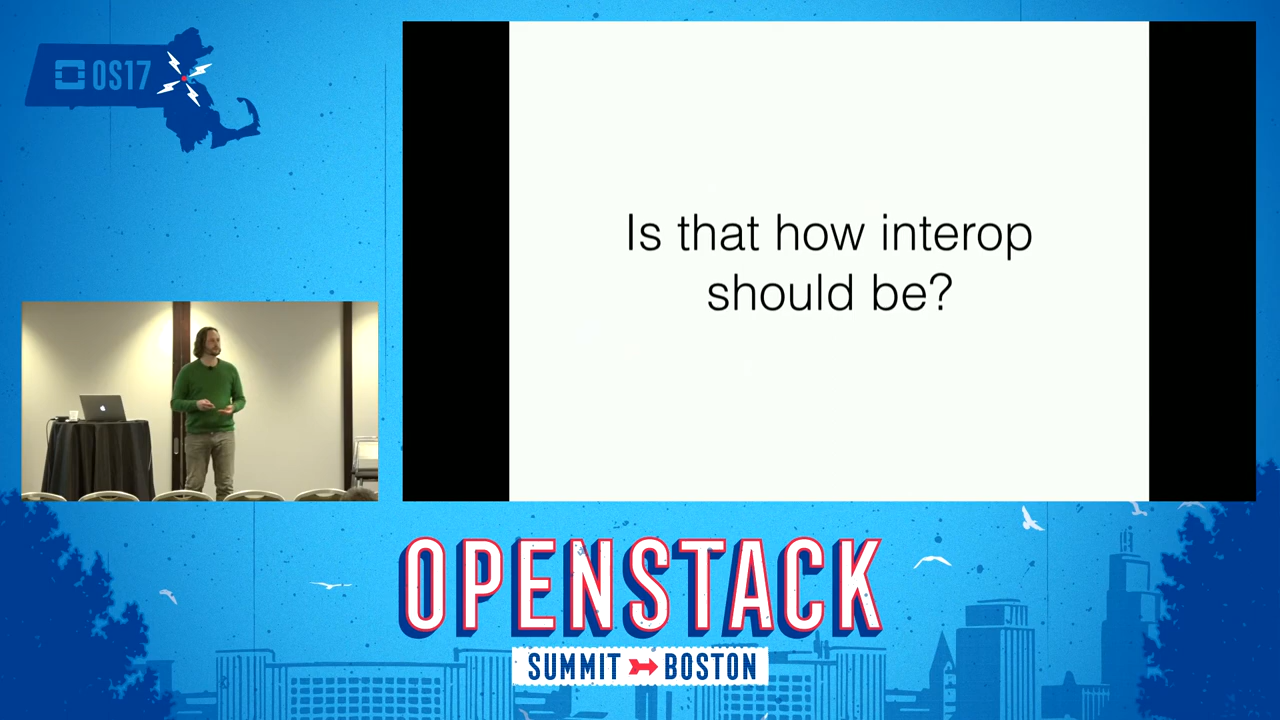 OS17
Is that how interop
should be?
OPENSTACK
SUMMIT BOSTON